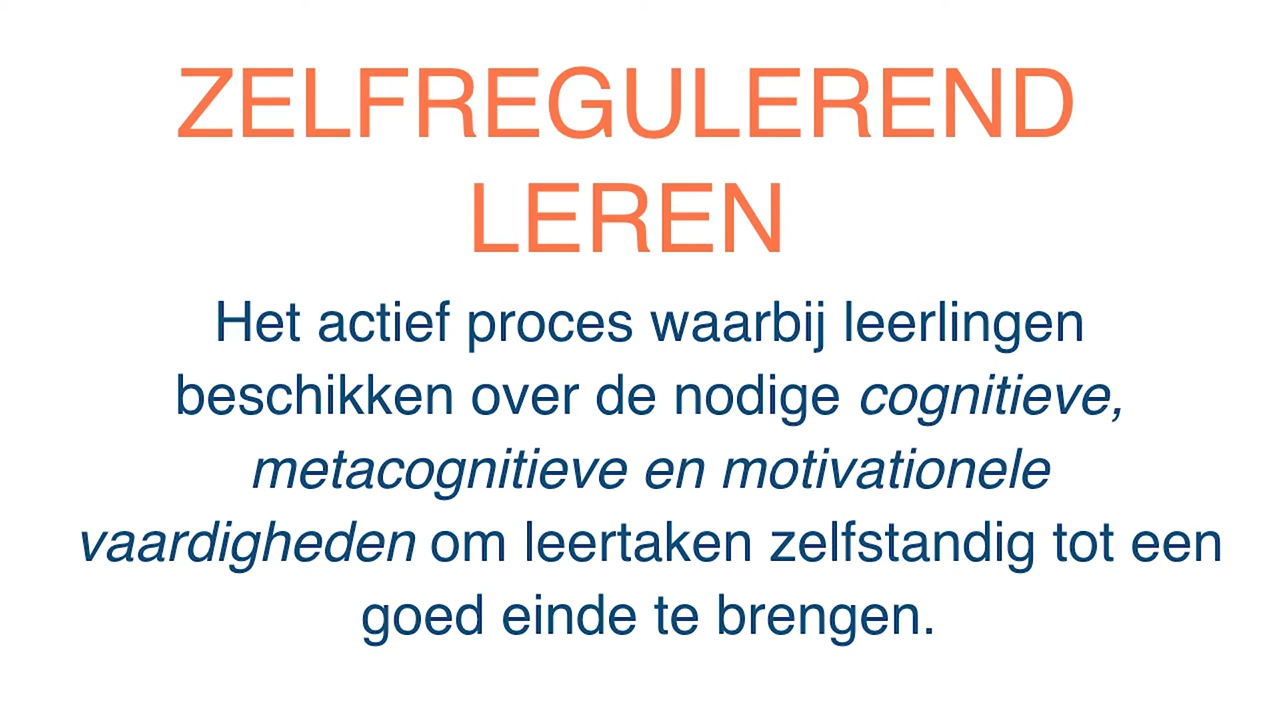 ZELFREGULEREND
LEREN
Het actief proces waarbij leerlingen
beschikken over de nodige cognitieve,
metacognitieve en motivationele
vaardigheden om leertaken zelfstandig tot een
goed einde te brengen.